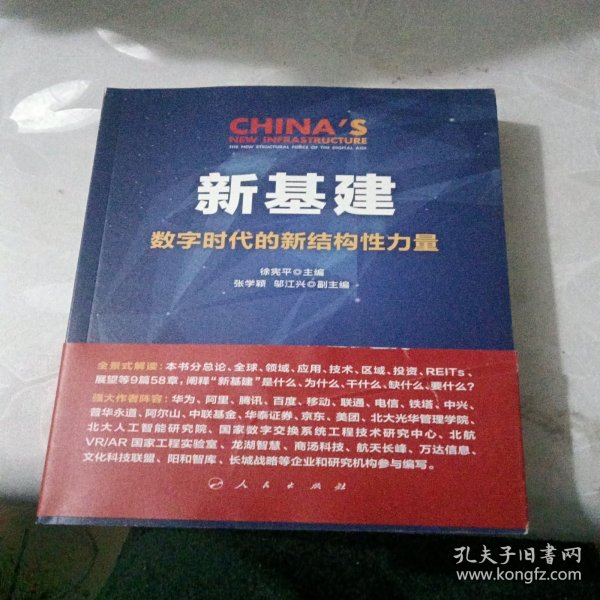 CHINA'S
NEW INFRASTRUCTURE
THE NEW STRUCTURAL FORCE OF THE DIGITAL AGE
新基建
数字时代的新结构性力量
徐宪平◎主编
张学颖 邬江兴◎副主编
全景式解读：本书分总论、全球、领域、应用、技术、区域、投资、REITs、
展望等9篇58章，阐释“新基建”是什么、为什么、干什么、缺什么、要什么？
强大作者阵容：华为、阿里、腾讯、百度、移动、联通、电信、铁塔、中兴、
普华永道、阿尔山、中联基金、华泰证券、京东、美团、北大光华管理学院、
北大人工智能研究院、国家数字交换系统工程技术研究中心、北航
VR/AR 国家工程实验室、龙湖智慧、商汤科技、航天长峰、万达信息、
文化科技联盟、阳和智库、长城战略等企业和研究机构参与编写。
人民出版社
孔夫子旧书网
www.kongfz.com